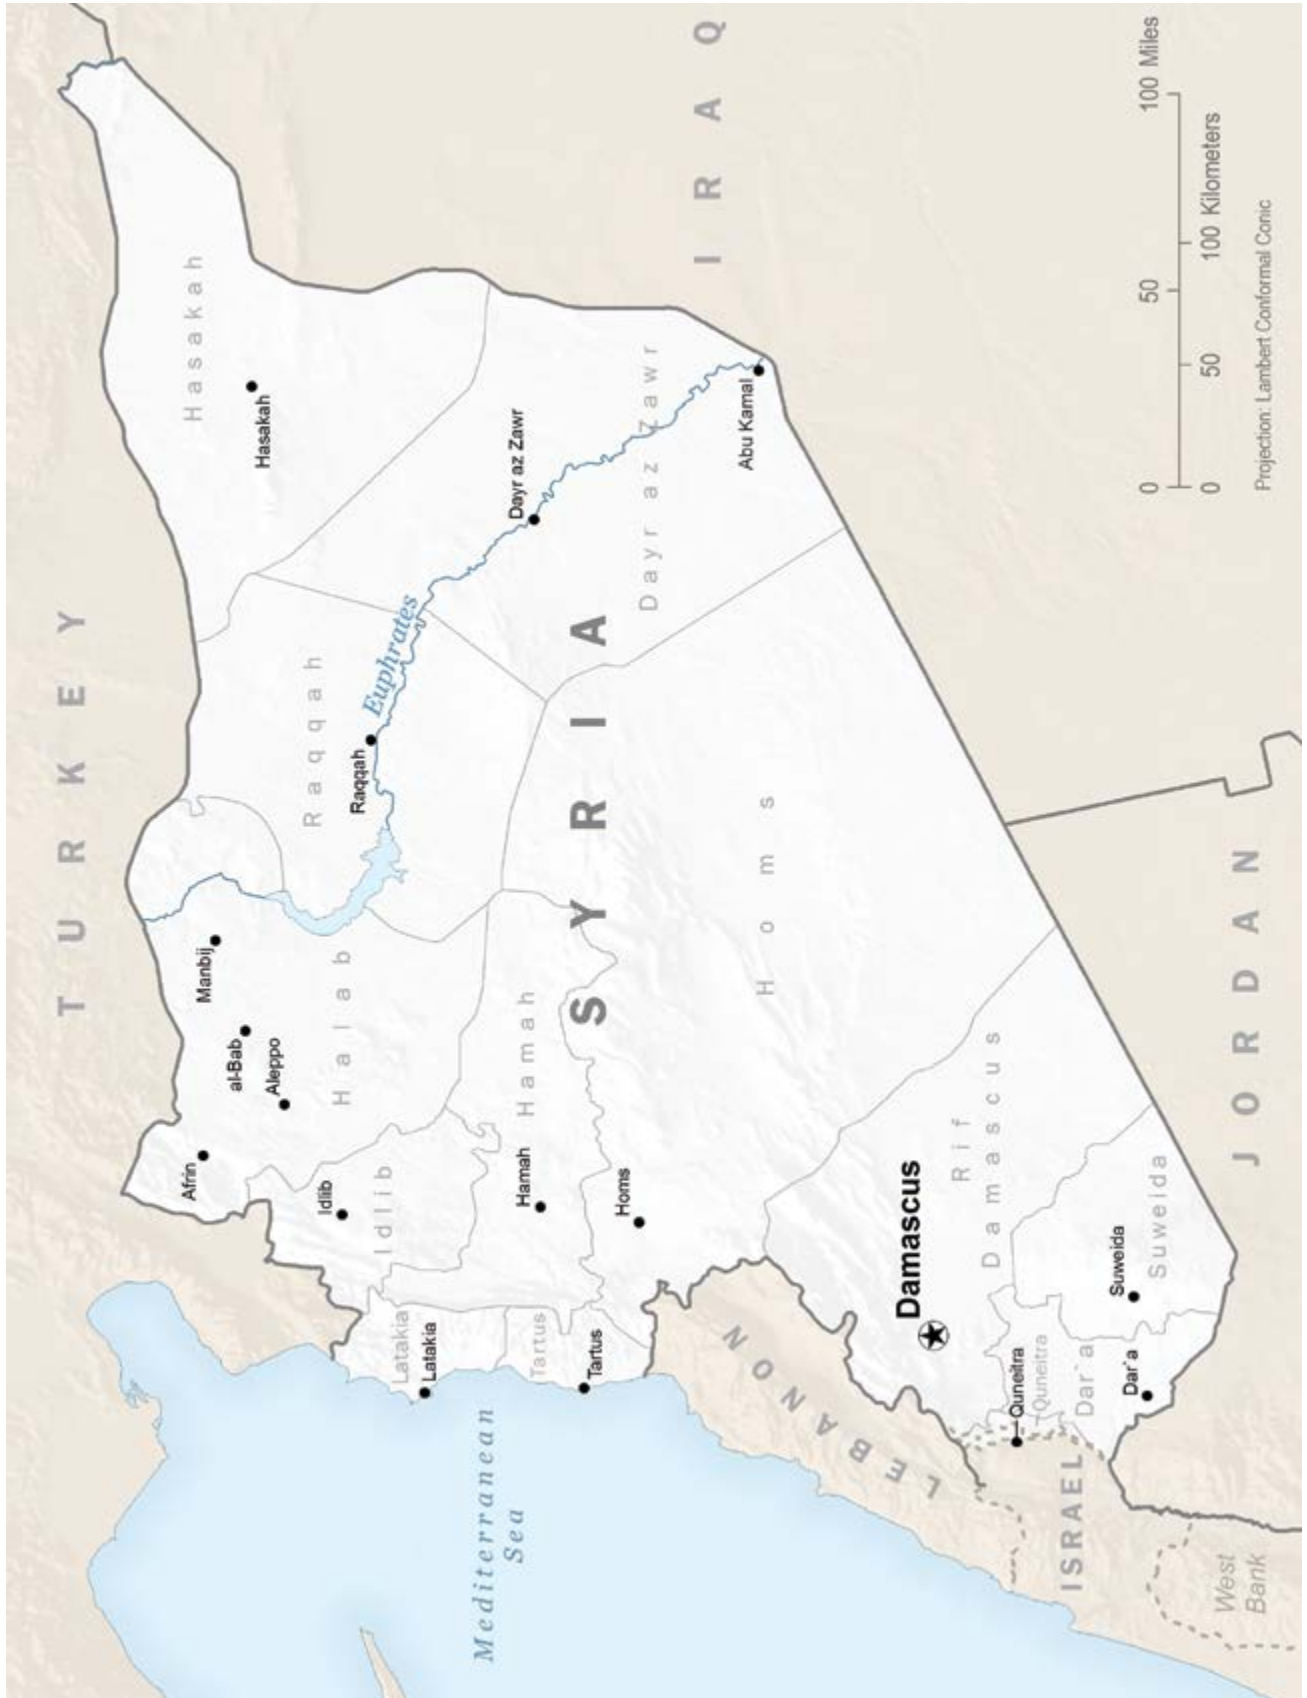 TURKEY
Hasakah
Hasakah
Afrin
Manbij
al-Bab
Aleppo
Halab
Raqqah
Raqqah
Euphrates
Idlib
Idlib
Latakia
Latakia
Dayr az Zawr
Dayr az Zawr
Hamah
Hamah
SYRIA
Mediterranean
Sea
Tartus
Tartus
Homs
Homs
Abu Kamal
IRAQ
LEBANON
Damascus
Rif
Damascus
Quneitra
Quneitra
Dar`a
Dar`a
Suweida
Suweida
ISRAEL
West
Bank
JORDAN
0 50 100 Miles
0 50 100 Kilometers
Projection: Lambert Conformal Conic